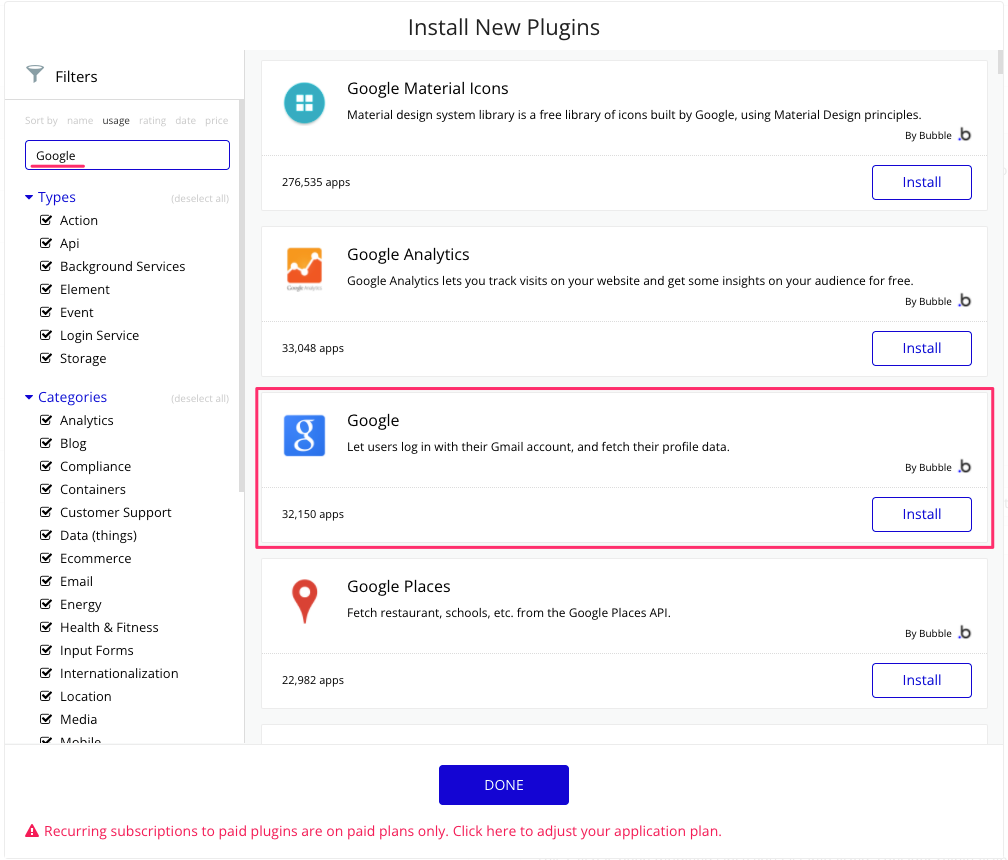 Install New Plugins
Filters
Sort by name usage rating date price
Google
Types (deselect all)
Action
Api
Background Services
Element
Event
Login Service
Storage
Categories (deselect all)
Analytics
Blog
Compliance
Containers
Customer Support
Data (things)
Ecommerce
Email
Energy
Health & Fitness
Input Forms
Internationalization
Location
Media
Mobile
Google Material Icons
Material design system library is a free library of icons built by Google, using Material Design principles.
By Bubble .b
276,535 apps
Install
Google Analytics
Google Analytics
Google Analytics lets you track visits on your website and get some insights on your audience for free.
By Bubble .b
33,048 apps
Install
g
Google
Let users log in with their Gmail account, and fetch their profile data.
By Bubble .b
32,150 apps
Install
Google Places
Fetch restaurant, schools, etc. from the Google Places API.
By Bubble .b
22,982 apps
Install
DONE
Recurring subscriptions to paid plugins are on paid plans only. Click here to adjust your application plan.